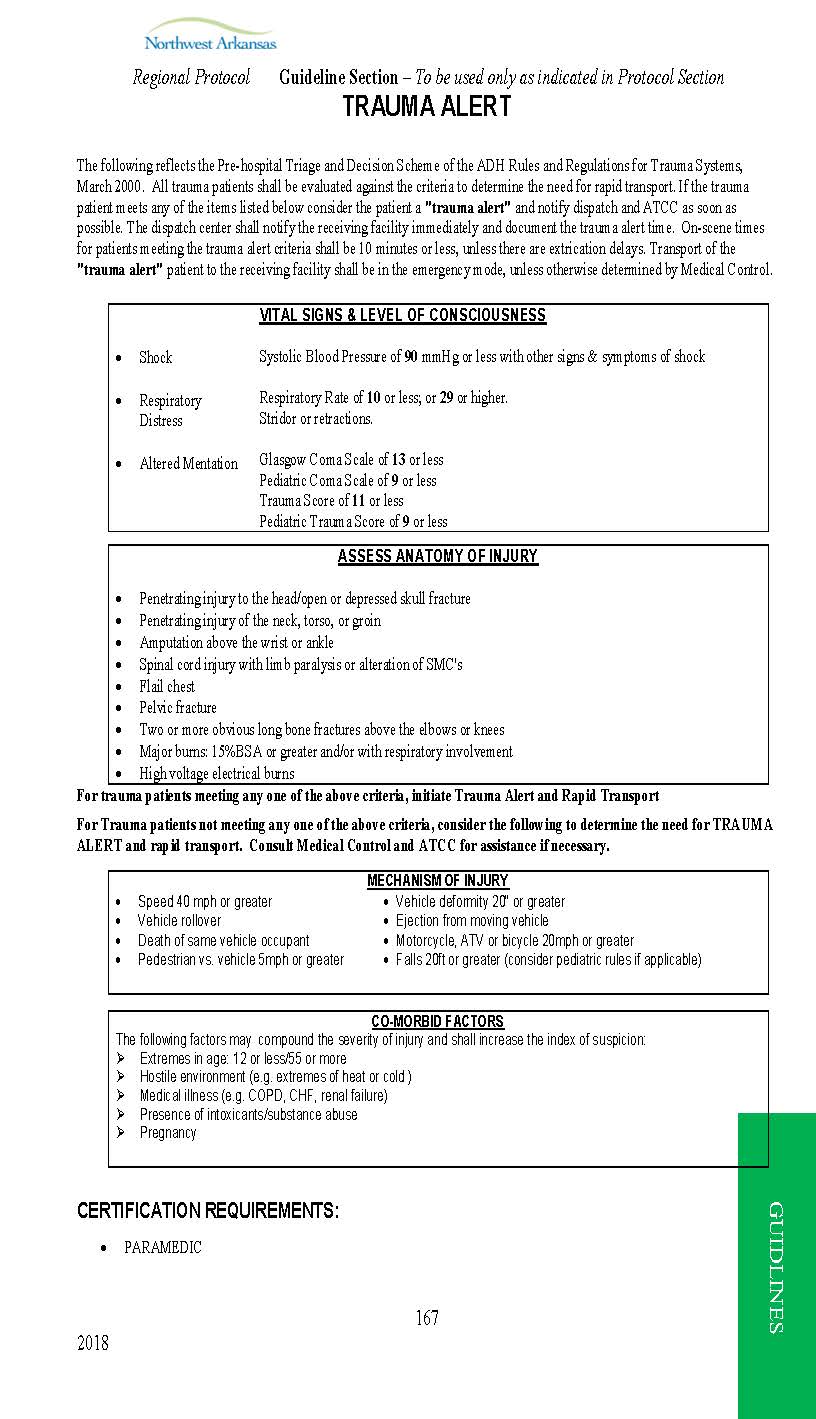 Northwest Arkansas
Regional Protocol Guideline Section – To be used only as indicated in Protocol Section
TRAUMA ALERT
The following reflects the Pre-hospital Triage and Decision Scheme of the ADH Rules and Regulations for Trauma Systems,
March 2000. All trauma patients shall be evaluated against the criteria to determine the need for rapid transport. If the trauma
patient meets any of the items listed below consider the patient a "trauma alert" and notify dispatch and ATCC as soon as
possible. The dispatch center shall notify the receiving facility immediately and document the trauma alert time. On-scene times
for patients meeting the trauma alert criteria shall be 10 minutes or less, unless there are extrication delays. Transport of the
"trauma alert" patient to the receiving facility shall be in the emergency mode, unless otherwise determined by Medical Control.
VITAL SIGNS & LEVEL OF CONSCIOUSNESS
• Shock Systolic Blood Pressure of 90 mmHg or less with other signs & symptoms of shock
• Respiratory Respiratory Rate of 10 or less; or 29 or higher.
Distress Stridor or retractions.
• Altered Mentation Glasgow Coma Scale of 13 or less
Pediatric Coma Scale of 9 or less
Trauma Score of 11 or less
Pediatric Trauma Score of 9 or less
ASSESS ANATOMY OF INJURY
• Penetrating injury to the head/open or depressed skull fracture
• Penetrating injury of the neck, torso, or groin
• Amputation above the wrist or ankle
• Spinal cord injury with limb paralysis or alteration of SMC's
• Flail chest
• Pelvic fracture
• Two or more obvious long bone fractures above the elbows or knees
• Major burns: 15%BSA or greater and/or with respiratory involvement
• High voltage electrical burns
For trauma patients meeting any one of the above criteria, initiate Trauma Alert and Rapid Transport
For Trauma patients not meeting any one of the above criteria, consider the following to determine the need for TRAUMA
ALERT and rapid transport. Consult Medical Control and ATCC for assistance if necessary.
MECHANISM OF INJURY
• Speed 40 mph or greater • Vehicle deformity 20" or greater
• Vehicle rollover • Ejection from moving vehicle
• Death of same vehicle occupant • Motorcycle, ATV or bicycle 20mph or greater
• Pedestrian vs. vehicle 5mph or greater • Falls 20ft or greater (consider pediatric rules if applicable)
CO-MORBID FACTORS
The following factors may compound the severity of injury and shall increase the index of suspicion:
➢ Extremes in age: 12 or less/55 or more
➢ Hostile environment (e.g. extremes of heat or cold )
➢ Medical illness (e.g. COPD, CHF, renal failure)
➢ Presence of intoxicants/substance abuse
➢ Pregnancy
CERTIFICATION REQUIREMENTS:
• PARAMEDIC
GUIDLINES
167
2018